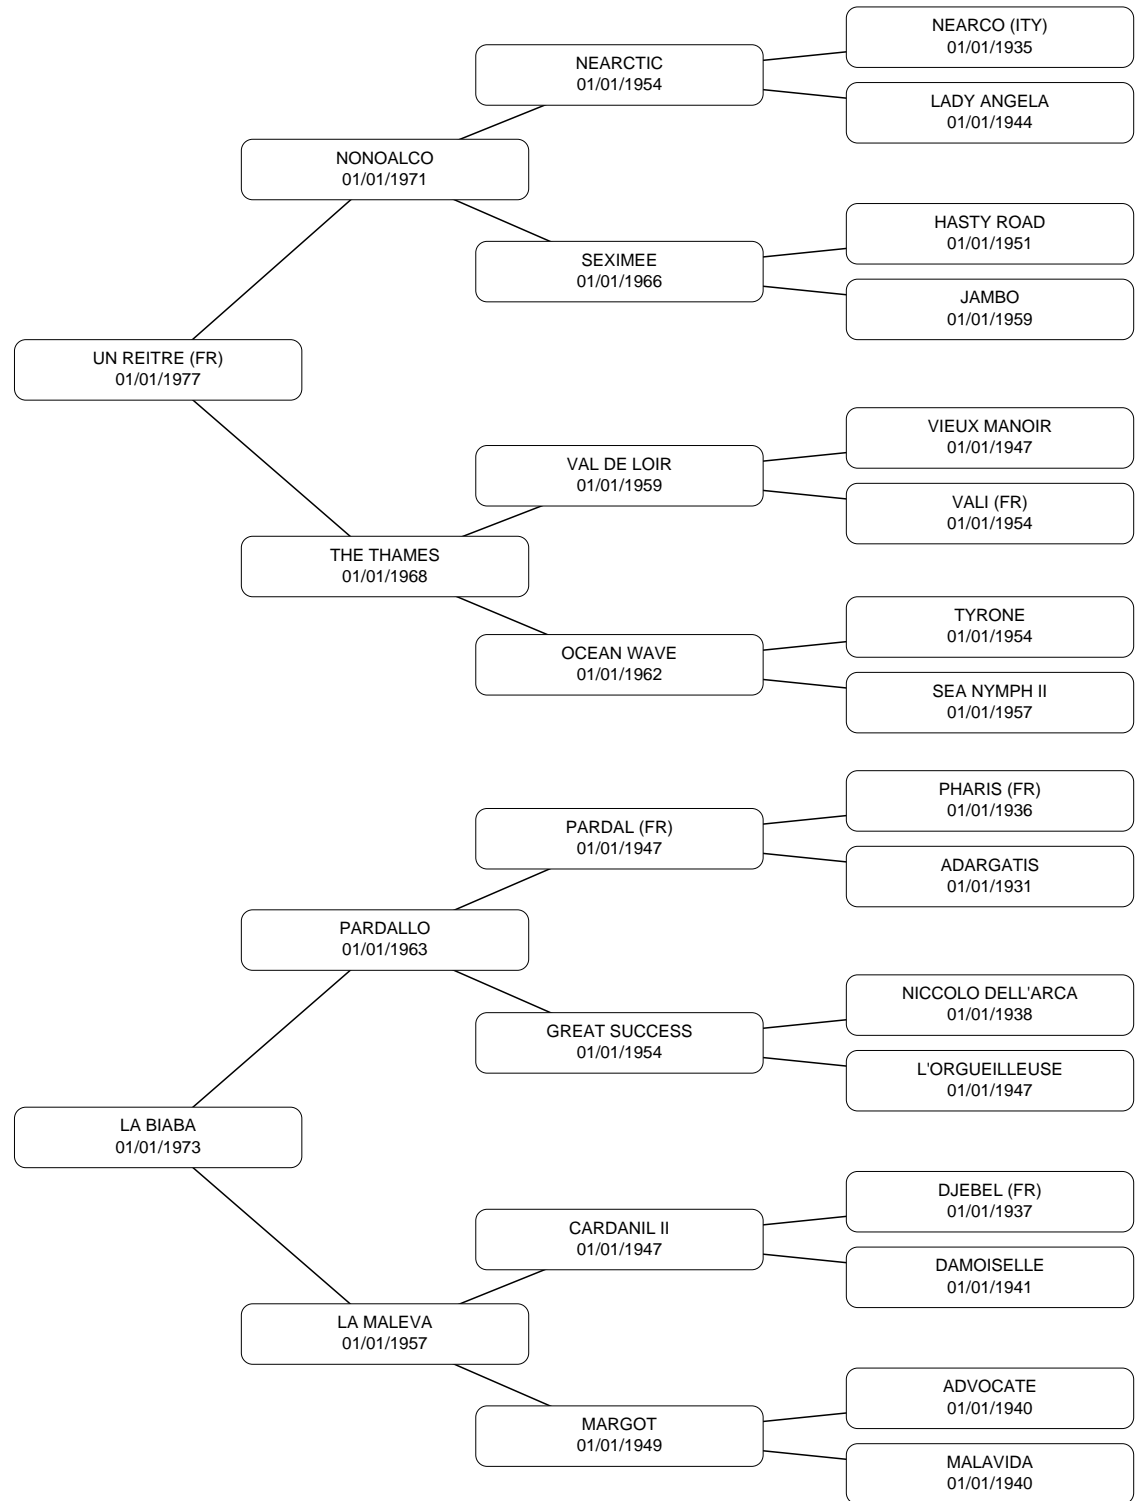 NEARCO (ITY)
01/01/1935
NEARCTIC
01/01/1954
LADY ANGELA
01/01/1944
NONOALCO
01/01/1971
HASTY ROAD
01/01/1951
SEXIMEE
01/01/1966
JAMBO
01/01/1959
UN REITRE (FR)
01/01/1977
VIEUX MANOIR
01/01/1947
VAL DE LOIR
01/01/1959
VALI (FR)
01/01/1954
THE THAMES
01/01/1968
TYRONE
01/01/1954
OCEAN WAVE
01/01/1962
SEA NYMPH II
01/01/1957
PHARIS (FR)
01/01/1936
PARDAL (FR)
01/01/1947
ADARGATIS
01/01/1931
PARDALLO
01/01/1963
NICCOLO DELL'ARCA
01/01/1938
GREAT SUCCESS
01/01/1954
L'ORGUEILLEUSE
01/01/1947
LA BIABA
01/01/1973
DJEBEL (FR)
01/01/1937
CARDANIL II
01/01/1947
DAMOISELLE
01/01/1941
LA MALEVA
01/01/1957
ADVOCATE
01/01/1940
MARGOT
01/01/1949
MALAVIDA
01/01/1940